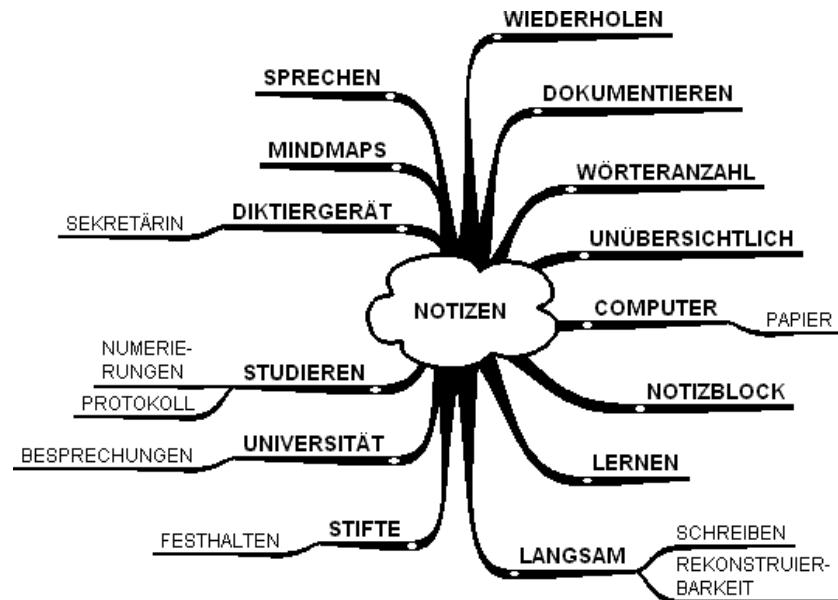 WIEDERHOLEN
SPRECHEN
DOKUMENTIEREN
MINDMAPS
WÖRTERANZAHL
SEKRETÄRIN
DIKTIERGERÄT
UNÜBERSICHTLICH
NOTIZEN
COMPUTER
PAPIER
NUMERIE-
RUNGEN
STUDIEREN
PROTOKOLL
NOTIZBLOCK
BESPRECHUNGEN
UNIVERSITÄT
LERNEN
FESTHALTEN
STIFTE
LANGSAM
SCHREIBEN
REKONSTRUIER-
BARKEIT